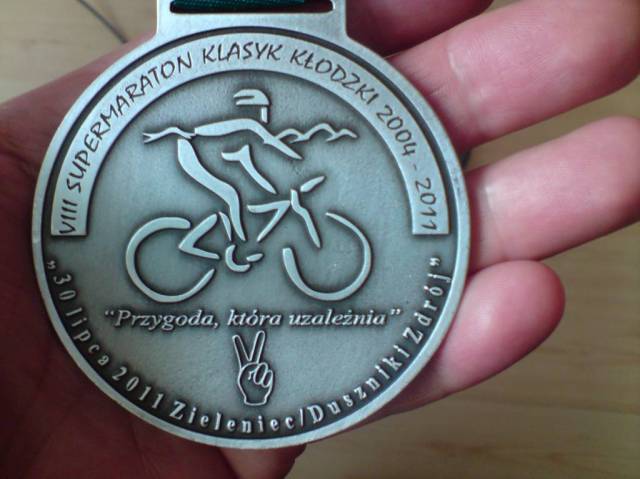 VIII SUPERMARATON KLASYK KŁODZKI 2004 - 2011
"Przygoda, która uzależnia"
„30 lipca 2011 Zieleniec/Duszniki Zdrój”